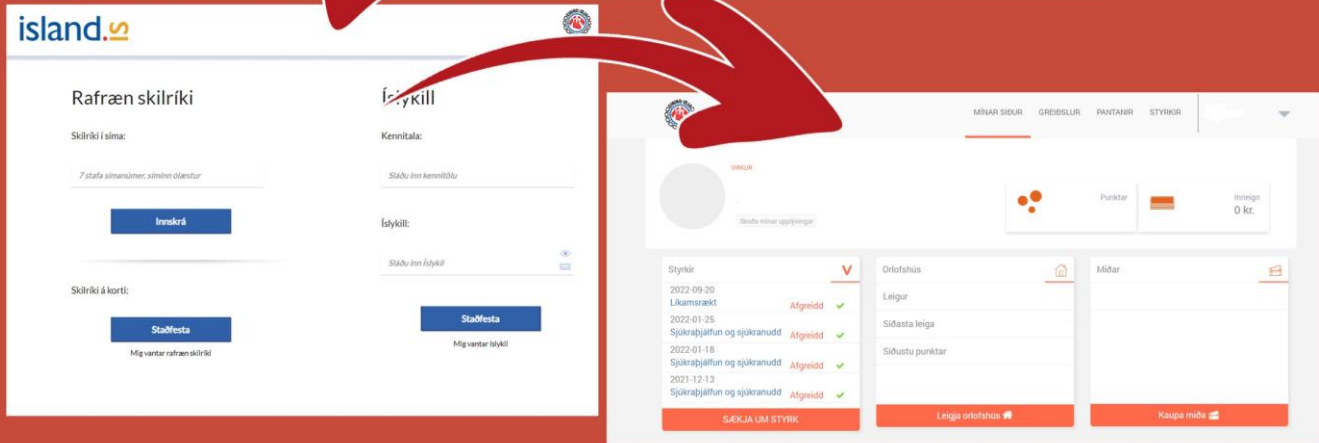 island.is
Rafræn skilríki
Skilríki í síma:
7 stafa símanúmer, síminn ólæstur
Innskrá
Skilríki á korti:
Staðfesta
Mig vantar rafræn skilríki
Íslykill
Kennitala:
Sláðu inn kennitölu
Íslykill:
Sláðu inn Íslykil
Staðfesta
Mig vantar Íslykil
MÍNAR SIÐUR GREIÐSLUR PANTANIR STYRKIR
VIRKUR
Skoða mínar upplýsingar
Punktar
Inneign
0 kr.
Styrkir
2022-09-20
Líkamsrækt Afgreidd
2022-01-25
Sjúkraþjálfun og sjúkranudd Afgreidd
2022-01-18
Sjúkraþjálfun og sjúkranudd Afgreidd
2021-12-13
Sjúkraþjálfun og sjúkranudd Afgreidd
SÆKJA UM STYRK
Orlofshús
Leigur
Síðasta leiga
Síðustu punktar
Leigja orlofshús
Miðar
Kaupa miða